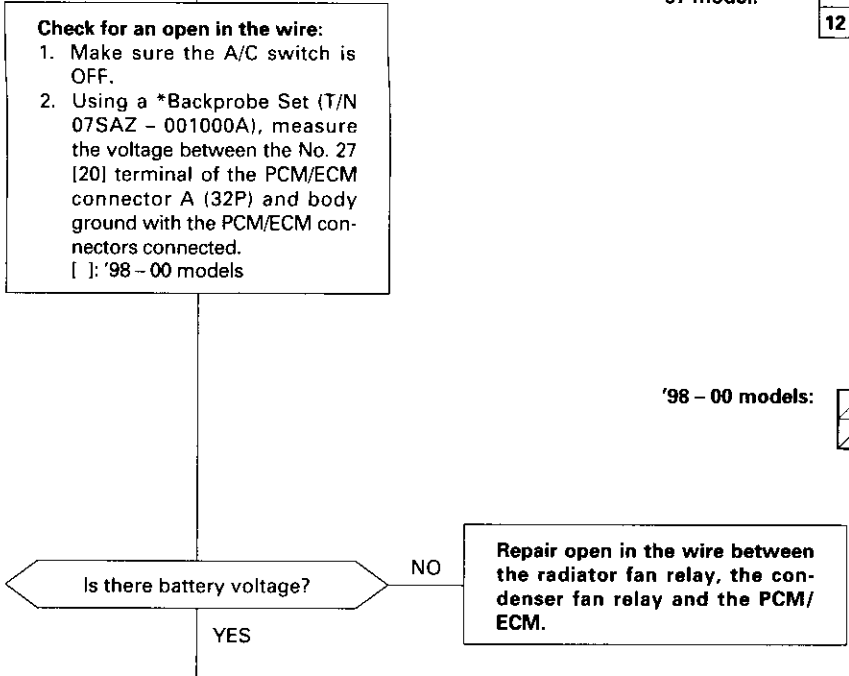 Check for an open in the wire:
1. Make sure the A/C switch is
OFF.
2. Using a *Backprobe Set (T/N
07SAZ – 001000A), measure
the voltage between the No. 27
[20] terminal of the PCM/ECM
connector A (32P) and body
ground with the PCM/ECM con-
nectors connected.
[ ]: '98 – 00 models
12
'98 – 00 models:
Is there battery voltage?
NO
YES
Repair open in the wire between
the radiator fan relay, the con-
denser fan relay and the PCM/
ECM.